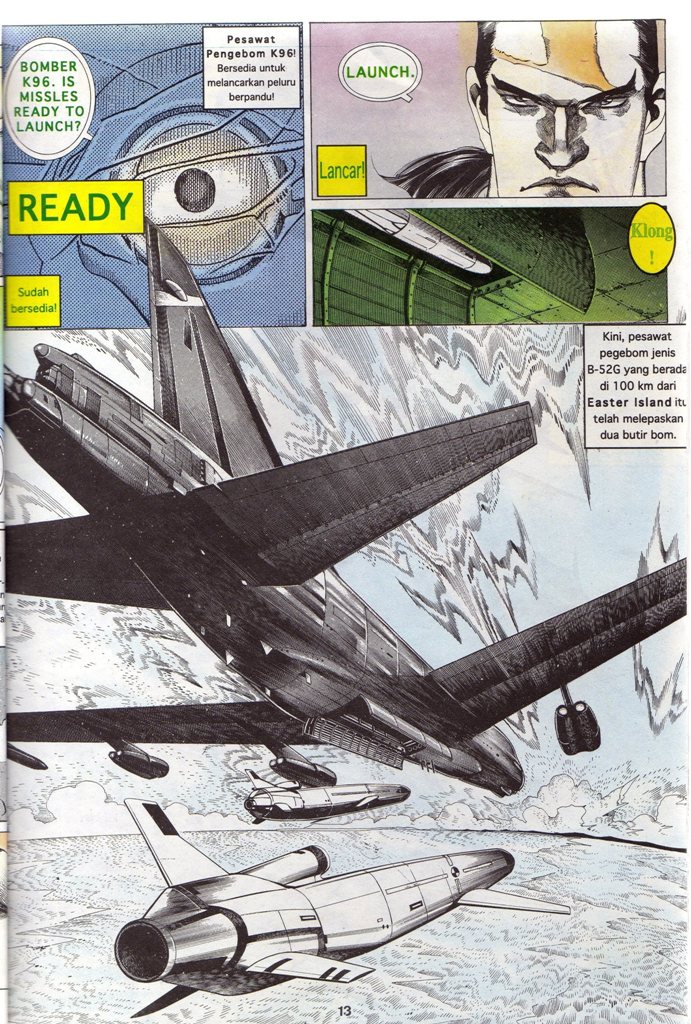 BOMBER
K96. IS
MISSLES
READY TO
LAUNCH?
Pesawat
Pengebom K96!
Bersedia untuk
melancarkan peluru
berpandu!
READY
Sudah
bersedia!
LAUNCH.
Lancar!
Klong
!
Kini, pesawat
pegebom jenis
B-52G yang berada
di 100 km dari
Easter Island itu
telah melepaskan
dua butir bom.
13